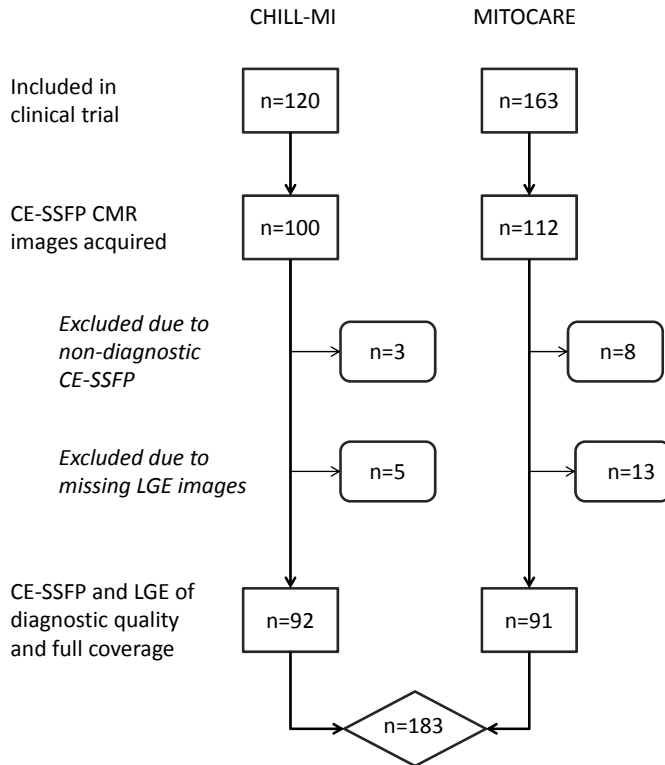 CHILL-MI MITOCARE
Included in
clinical trial
n=120 n=163
CE-SSFP CMR
images acquired
n=100 n=112
Excluded due to
non-diagnostic
CE-SSFP
n=3 n=8
Excluded due to
missing LGE images
n=5 n=13
CE-SSFP and LGE of
diagnostic quality
and full coverage
n=92 n=91
n=183